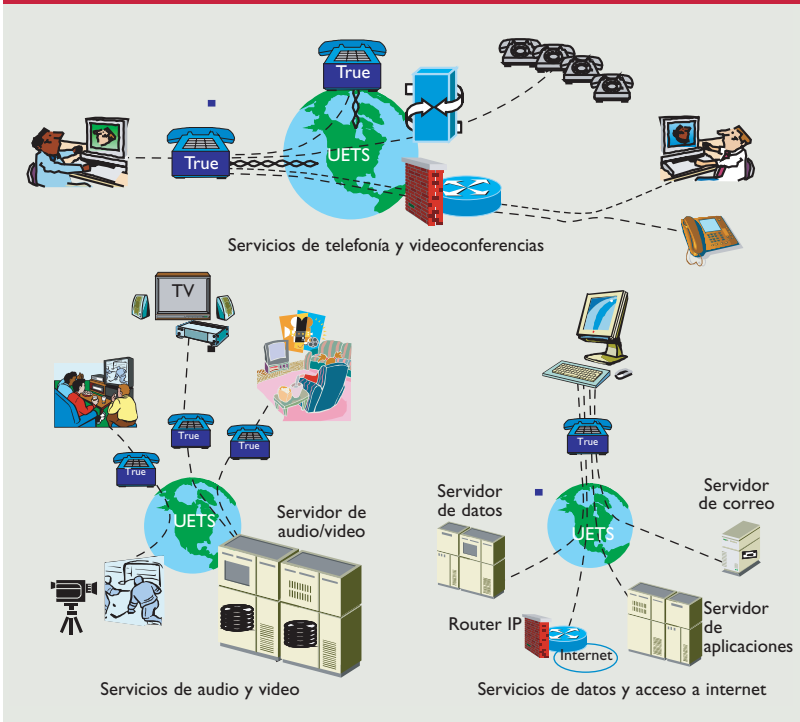 True
True
UETS
Servicios de telefonía y videoconferencias
TV
True
True
True
UETS
Servidor de
audio/video
Servicios de audio y video
True
Servidor
de datos
UETS
Servidor
de correo
Router IP
Internet
Servidor
de
aplicaciones
Servicios de datos y acceso a internet